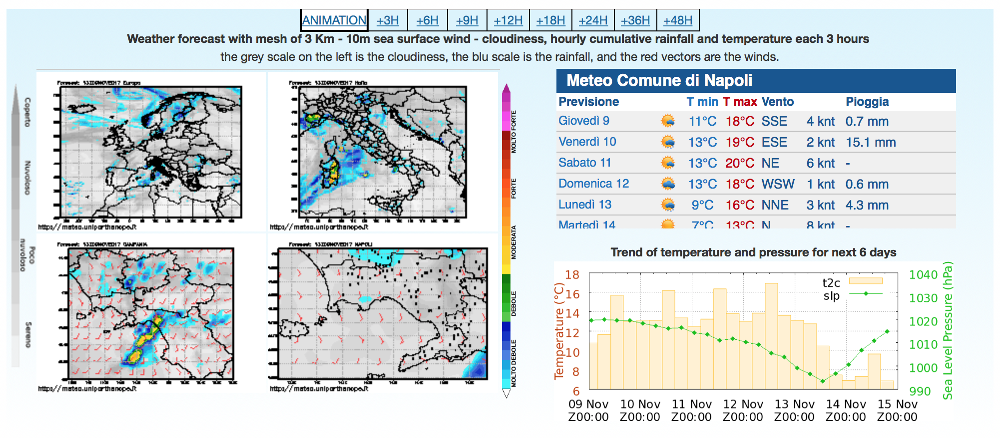 ANIMATION +3H +6H +9H +12H +18H +24H +36H +48H
Weather forecast with mesh of 3 Km - 10m sea surface wind - cloudiness, hourly cumulative rainfall and temperature each 3 hours
the grey scale on the left is the cloudiness, the blu scale is the rainfall, and the red vectors are the winds.
Coperto
Nuvoloso
Poco
nuvoloso
Sereno
Europa
http://meteo.uniparthenope.it
Italia
http://meteo.uniparthenope.it
CAMPANIA
http://meteo.uniparthenope.it
NAPOLI
http://meteo.uniparthenope.it
MOLTO FORTE
FORTE
MODERATA
DEBOLE
MOLTO DEBOLE
Meteo Comune di Napoli
Previsione T min T max Vento Pioggia
Giovedì 9 11°C 18°C SSE 4 knt 0.7 mm
Venerdì 10 13°C 19°C ESE 2 knt 15.1 mm
Sabato 11 13°C 20°C NE 6 knt -
Domenica 12 13°C 18°C WSW 1 knt 0.6 mm
Lunedì 13 9°C 16°C NNE 3 knt 4.3 mm
Martedì 14 7°C 13°C N 8 knt -
Trend of temperature and pressure for next 6 days
Temperature (°C)
18
16
14
12
10
8
6
t2c
slp
1040
1030
1020
1010
1000
990
Sea Level Pressure (hPa)
09 Nov 10 Nov 11 Nov 12 Nov 13 Nov 14 Nov 15 Nov
Z00:00 Z00:00 Z00:00 Z00:00 Z00:00 Z00:00 Z00:00